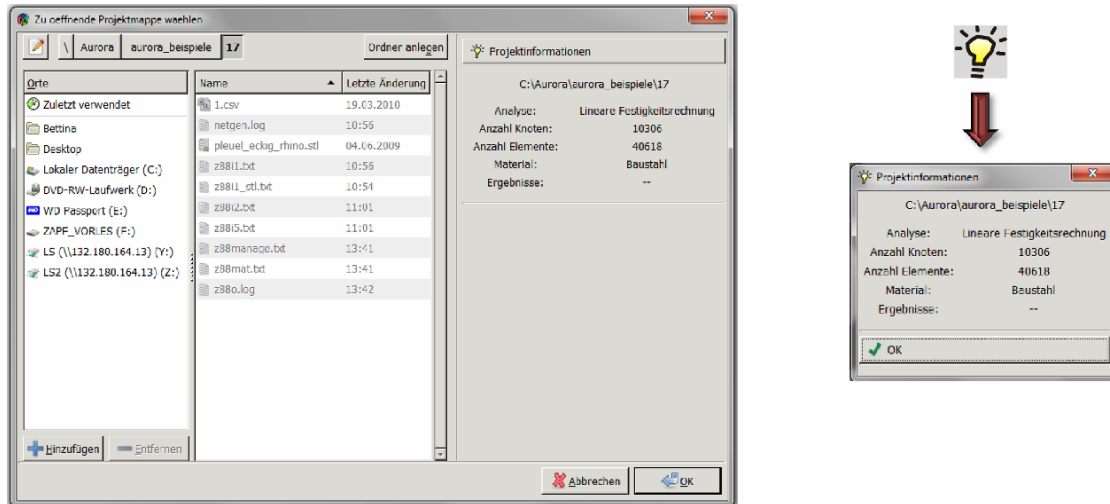 Zu oeffnende Projektmappe waehlen
\ Aurora aurora_beispiele 17 Ordner anlegen
Orte
Zuletzt verwendet
Bettina
Desktop
Lokaler Datenträger (C:)
DVD-RW-Laufwerk (D:)
WD Passport (E:)
ZAPF_VORLES (F:)
LS (\\132.180.164.13) (Y:)
LS2 (\\132.180.164.13) (Z:)
Hinzufügen Entfernen
Name Letzte Änderung
1.csv 19.03.2010
netgen.log 10:56
pleuel_eckig_rhino.stl 04.06.2009
z88i1.txt 10:56
z88i1_stl.txt 10:54
z88i2.txt 11:01
z88i5.txt 11:01
z88manage.txt 13:41
z88mat.txt 13:41
z88o.log 13:42
Projektinformationen
C:\Aurora\aurora_beispiele\17
Analyse: Lineare Festigkeitsrechnung
Anzahl Knoten: 10306
Anzahl Elemente: 40618
Material: Baustahl
Ergebnisse: --
Abbrechen OK
Projektinformationen
C:\Aurora\aurora_beispiele\17
Analyse: Lineare Festigkeitsrechnung
Anzahl Knoten: 10306
Anzahl Elemente: 40618
Material: Baustahl
Ergebnisse: --
OK